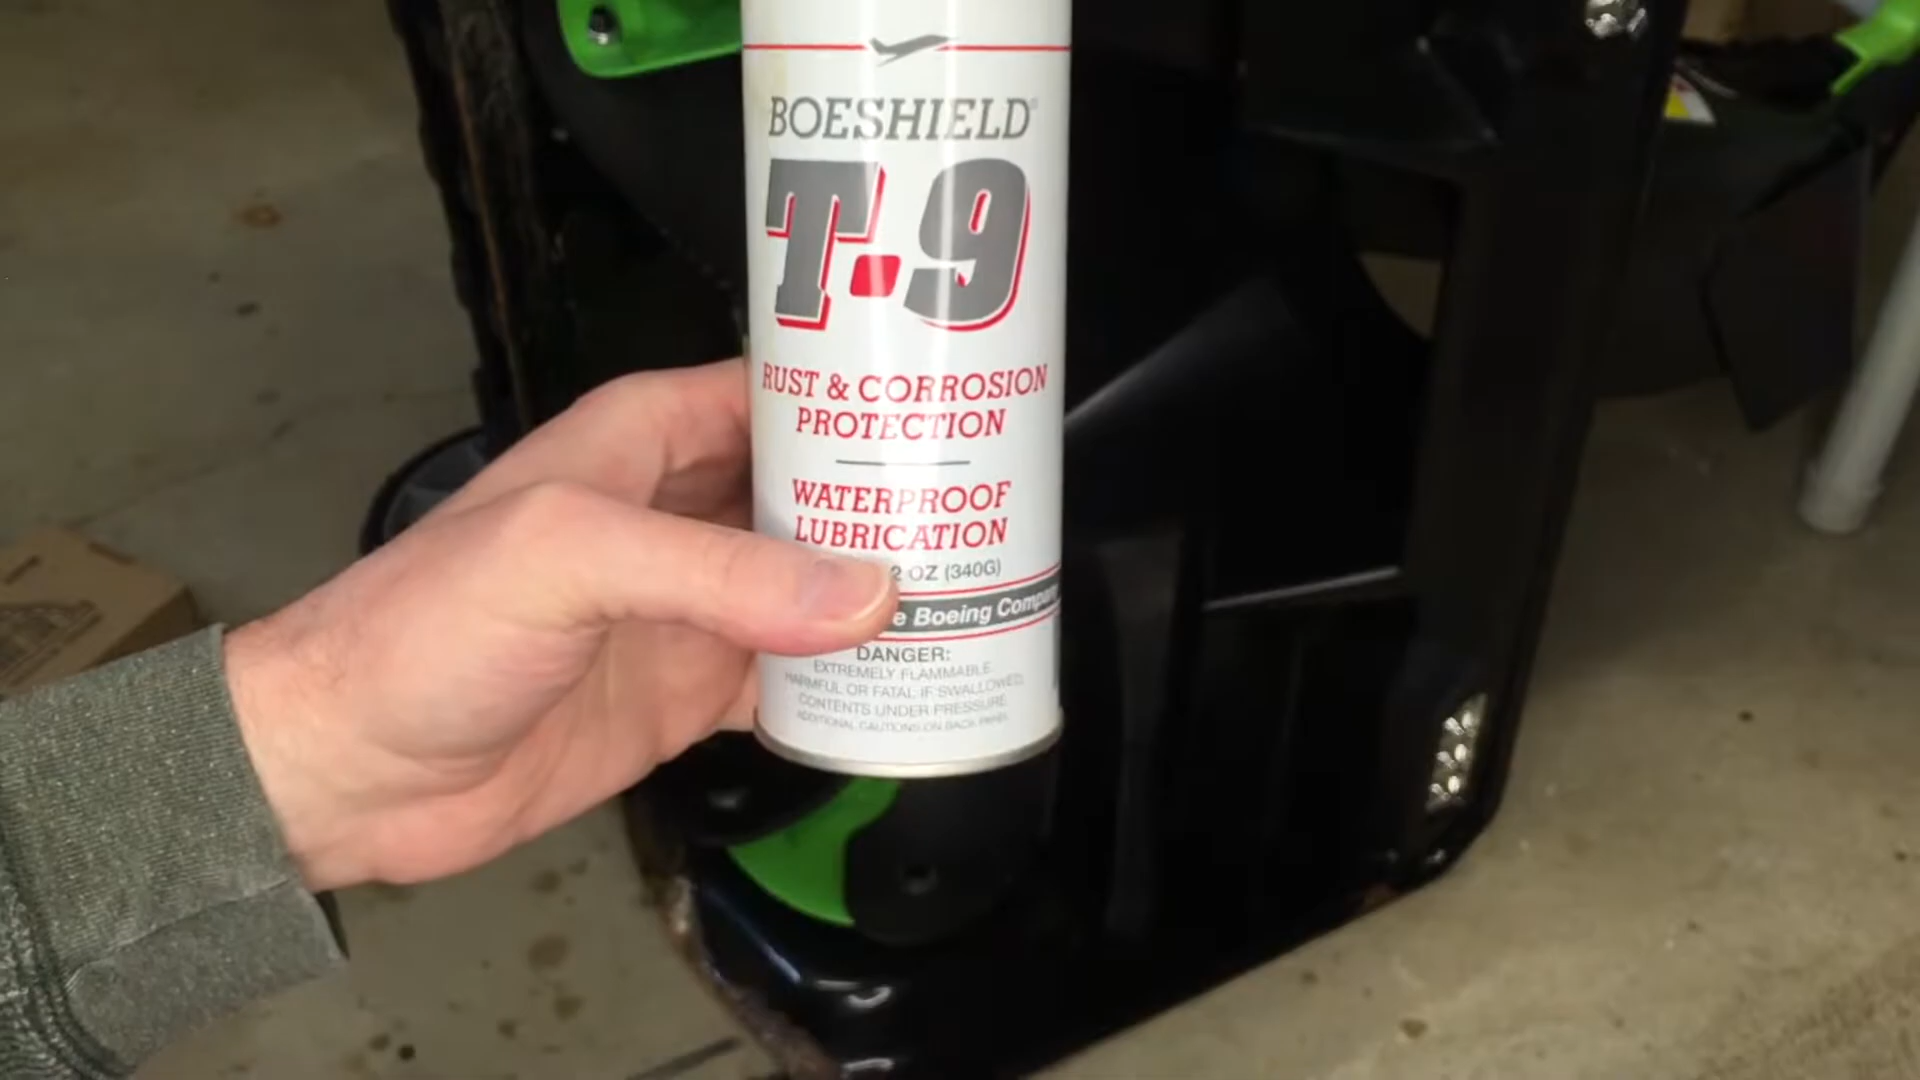 BOESHIELD
T·9
RUST & CORROSION
PROTECTION
WATERPROOF
LUBRICATION
2 OZ (340G)
e Boeing Company
DANGER:
EXTREMELY FLAMMABLE
HARMFUL OR FATAL IF SWALLOWED,
CONTENTS UNDER PRESSURE
ADDITIONAL CAUTIONS ON BACK PANEL